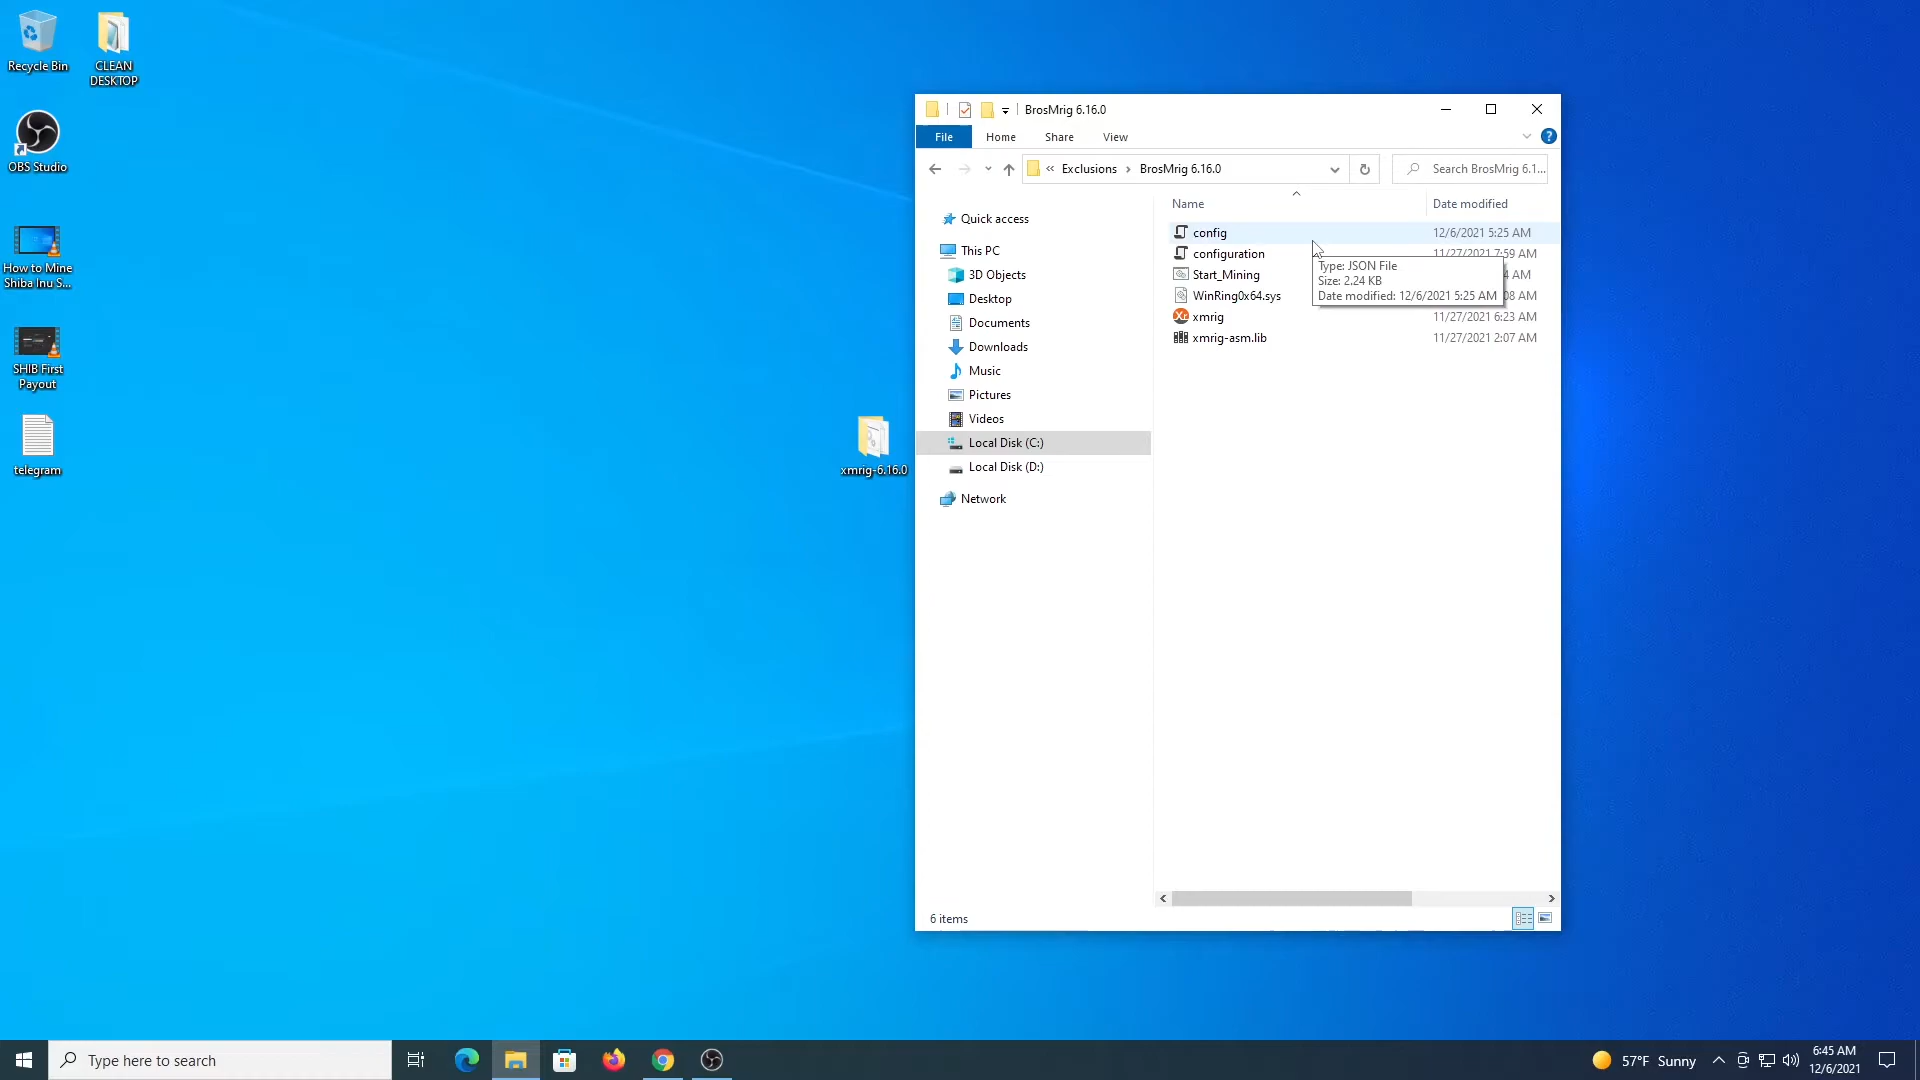 Recycle Bin
CLEAN
DESKTOP
OBS Studio
How to Mine
Shiba Inu S...
SHIB First
Payout
telegram
xmrig-6.16.0
BrosMrig 6.16.0
File
Home
Share
View
?
«
Exclusions
BrosMrig 6.16.0
Search BrosMrig 6.1...
Quick access
This PC
3D Objects
Desktop
Documents
Downloads
Music
Pictures
Videos
Local Disk (C:)
Local Disk (D:)
Network
Name
Date modified
config
12/6/2021 5:25 AM
configuration
11/27/2021 7:59 AM
Start_Mining
4 AM
WinRing0x64.sys
08 AM
xmrig
11/27/2021 6:23 AM
xmrig-asm.lib
11/27/2021 2:07 AM
Type: JSON File
Size: 2.24 KB
Date modified: 12/6/2021 5:25 AM
6 items
Type here to search
57°F Sunny
6:45 AM
12/6/2021